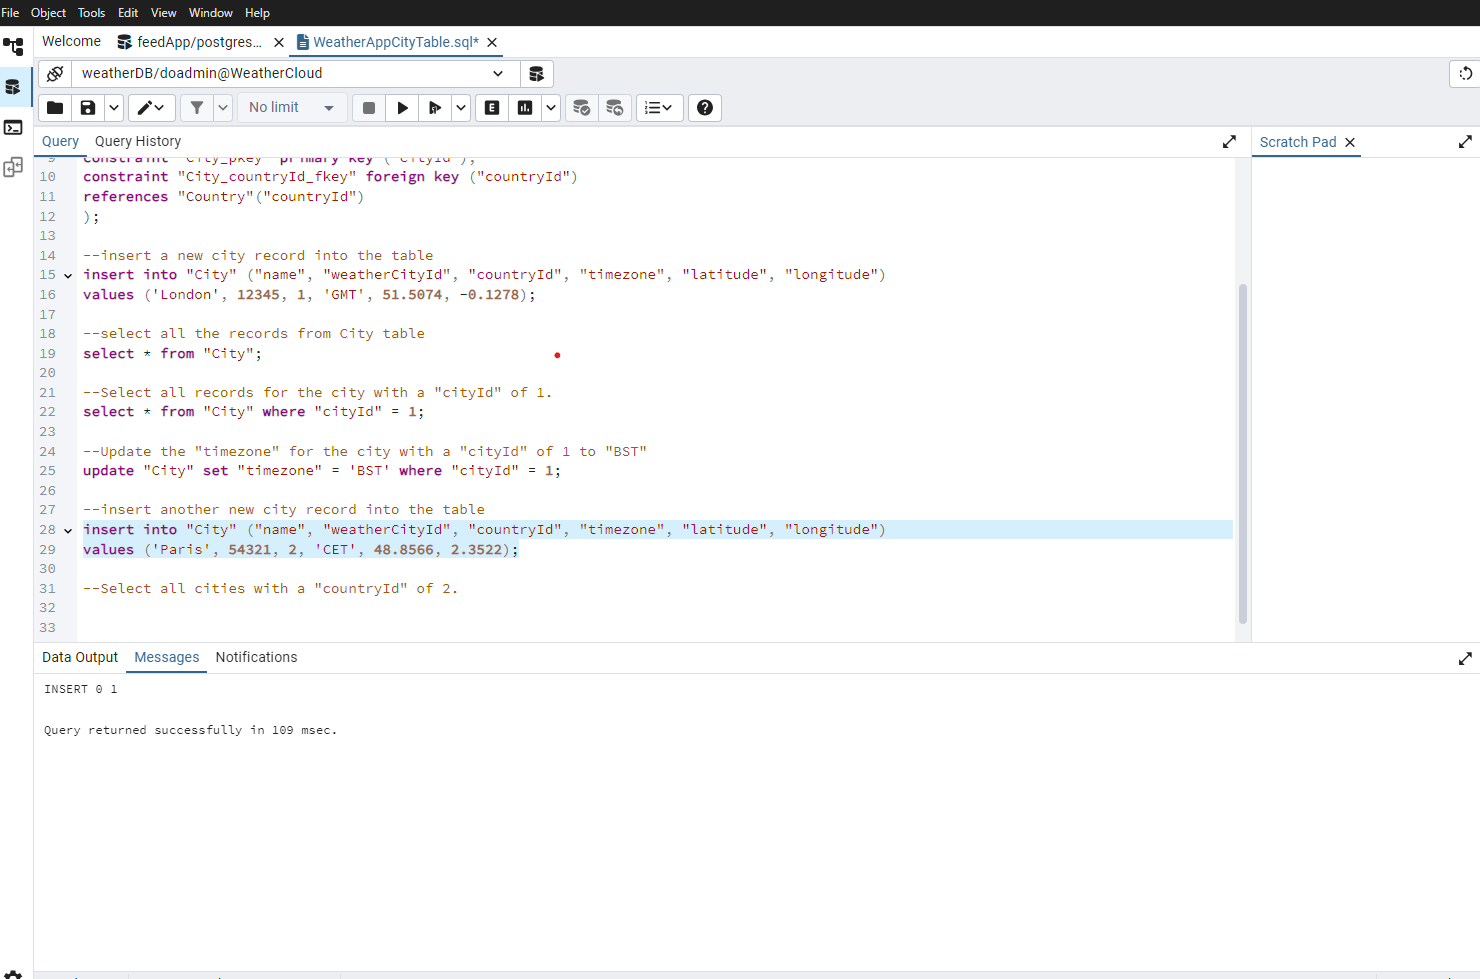 File Object Tools Edit View Window Help
Welcome feedApp/postgres... WeatherAppCityTable.sql*
weatherDB/doadmin@WeatherCloud
No limit E
Query Query History Scratch Pad
9 constraint "City_pkey" primary key ("cityId"),
10 constraint "City_countryId_fkey" foreign key ("countryId")
11 references "Country"("countryId")
12 );
13
14 --insert a new city record into the table
15 insert into "City" ("name", "weatherCityId", "countryId", "timezone", "latitude", "longitude")
16 values ('London', 12345, 1, 'GMT', 51.5074, -0.1278);
17
18 --select all the records from City table
19 select * from "City";
20
21 --Select all records for the city with a "cityId" of 1.
22 select * from "City" where "cityId" = 1;
23
24 --Update the "timezone" for the city with a "cityId" of 1 to "BST"
25 update "City" set "timezone" = 'BST' where "cityId" = 1;
26
27 --insert another new city record into the table
28 insert into "City" ("name", "weatherCityId", "countryId", "timezone", "latitude", "longitude")
29 values ('Paris', 54321, 2, 'CET', 48.8566, 2.3522);
30
31 --Select all cities with a "countryId" of 2.
32
33
Data Output Messages Notifications
INSERT 0 1
Query returned successfully in 109 msec.